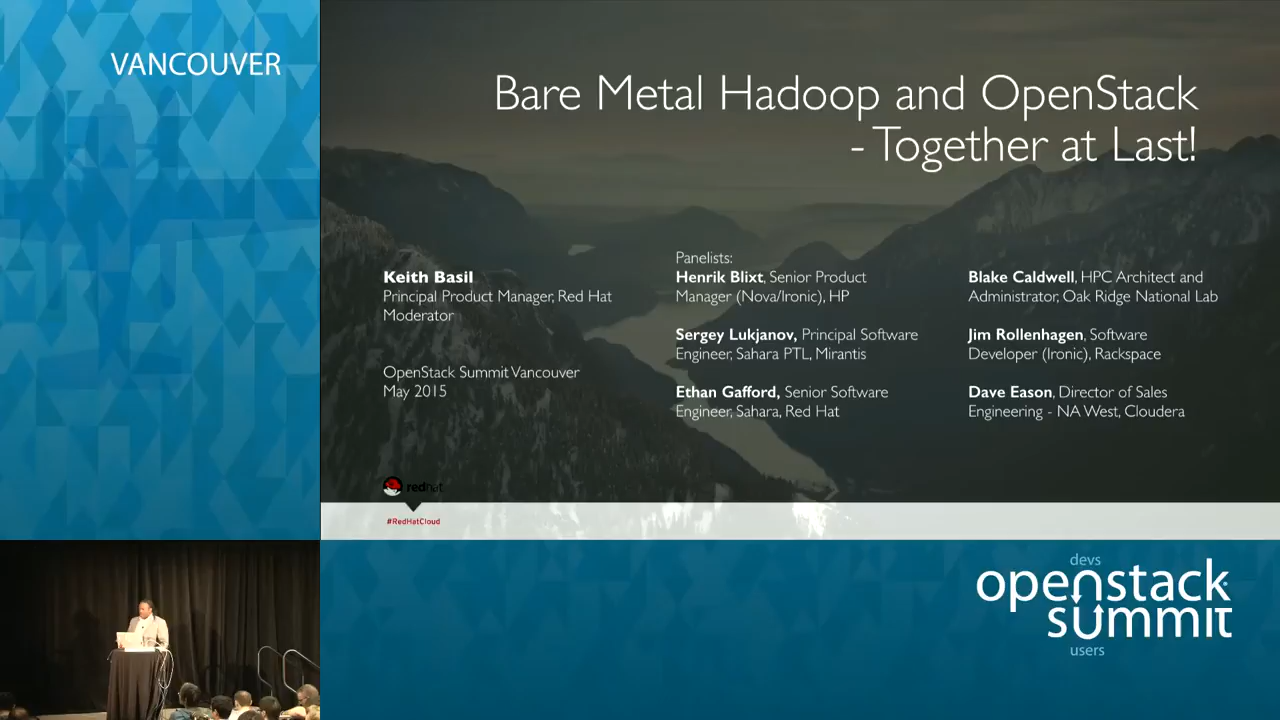 VANCOUVER
Bare Metal Hadoop and OpenStack
- Together at Last!
Keith Basil
Principal Product Manager, Red Hat
Moderator
OpenStack Summit Vancouver
May 2015
Panelists:
Henrik Blixt, Senior Product
Manager (Nova/Ironic), HP
Sergey Lukjanov, Principal Software
Engineer, Sahara PTL, Mirantis
Ethan Gafford, Senior Software
Engineer, Sahara, Red Hat
Blake Caldwell, HPC Architect and
Administrator, Oak Ridge National Lab
Jim Rollenhagen, Software
Developer (Ironic), Rackspace
Dave Eason, Director of Sales
Engineering - NA West, Cloudera
redhat
#RedHatCloud
devs
openstack
summit
users